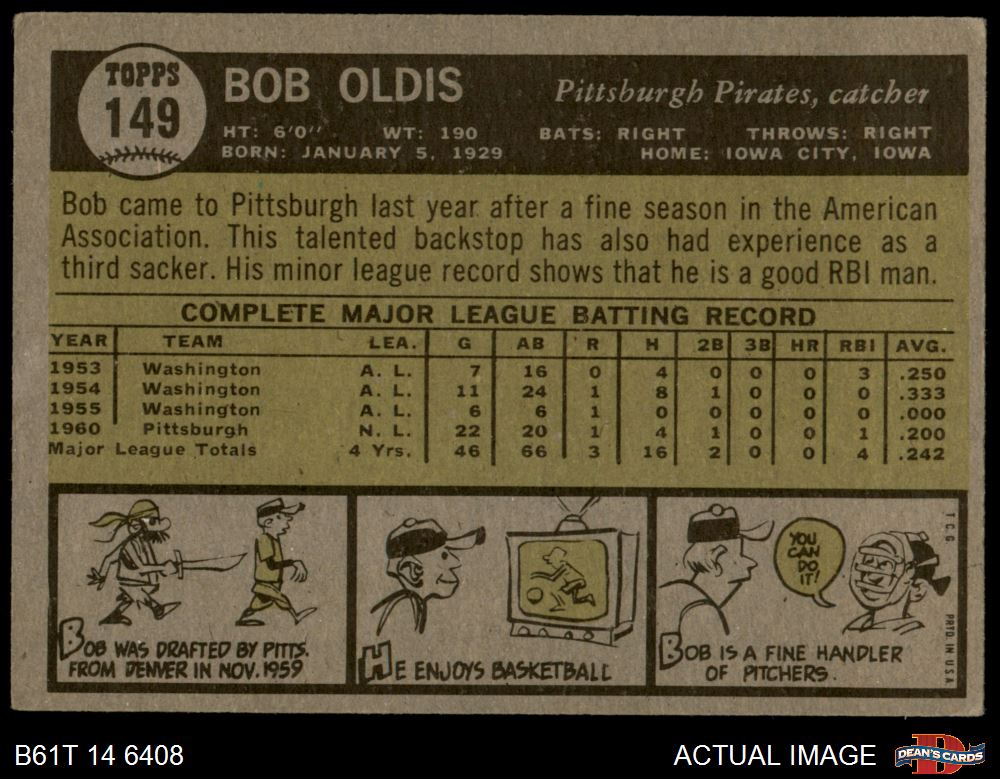 TOPPS
149
BOB OLDIS
Pittsburgh Pirates, catcher
HT: 6'0" WT: 190 BATS: RIGHT THROWS: RIGHT
BORN: JANUARY 5, 1929 HOME: IOWA CITY, IOWA
Bob came to Pittsburgh last year after a fine season in the American
Association. This talented backstop has also had experience as a
third sacker. His minor league record shows that he is a good RBI man.
COMPLETE MAJOR LEAGUE BATTING RECORD
YEAR TEAM LEA. G AB R H 2B 3B HR RBI AVG.
1953 Washington A. L. 7 16 0 4 0 0 0 3 .250
1954 Washington A. L. 11 24 1 8 1 0 0 0 .333
1955 Washington A. L. 6 6 1 0 0 0 0 0 .000
1960 Pittsburgh N. L. 22 20 1 4 1 0 0 1 .200
Major League Totals 4 Yrs. 46 66 3 16 2 0 0 4 .242
BOB WAS DRAFTED BY PITTS.
FROM DENVER IN NOV. 1959
HE ENJOYS BASKETBALL
YOU
CAN
DO
IT!
BOB IS A FINE HANDLER
OF PITCHERS.
T.C.G. PRTD. IN U.S.A.
B61T 14 6408
ACTUAL IMAGE
DEAN'S CARDS